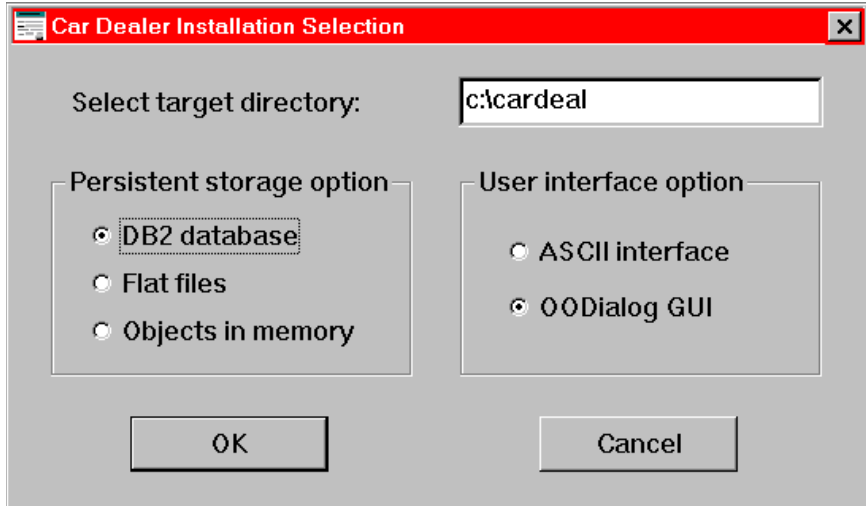 Car Dealer Installation Selection
Select target directory: c:\cardeal
Persistent storage option
DB2 database
Flat files
Objects in memory
User interface option
ASCII interface
OODialog GUI
OK
Cancel